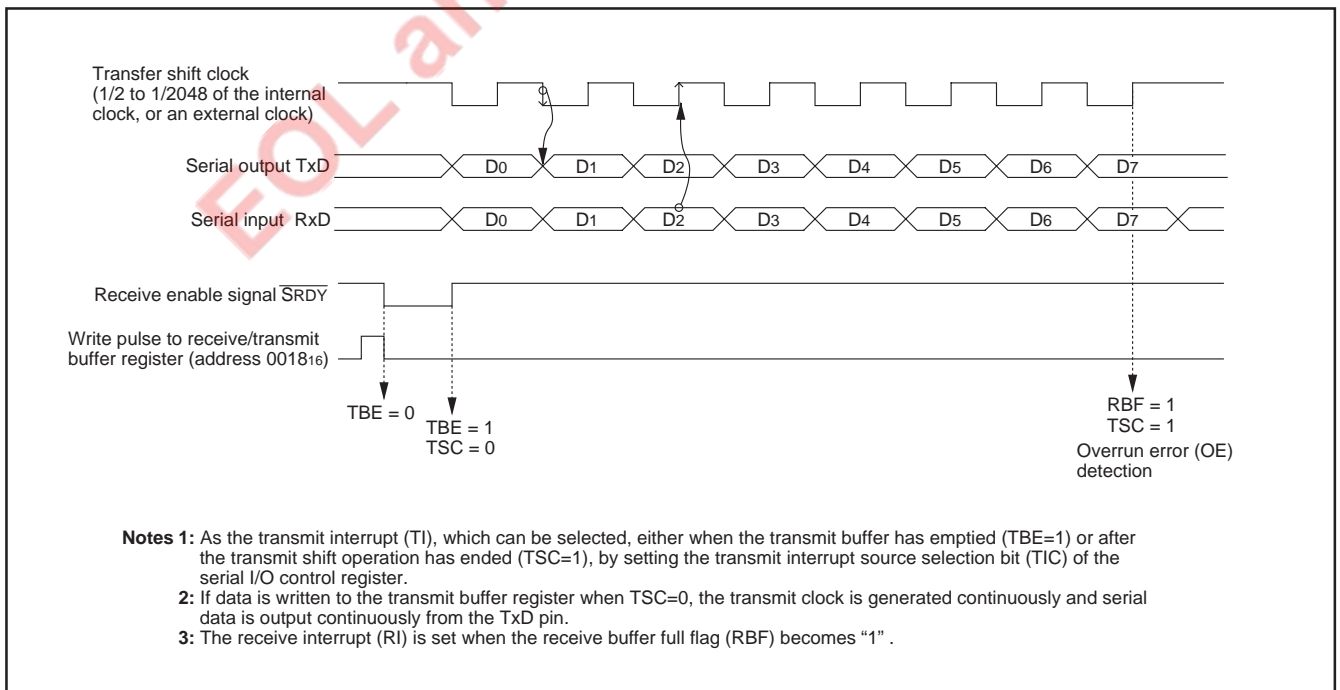 EOL an
Transfer shift clock
(1/2 to 1/2048 of the internal
clock, or an external clock)
Serial output TxD
D0 D1 D2 D3 D4 D5 D6 D7
Serial input RxD
D0 D1 D2 D3 D4 D5 D6 D7
Receive enable signal SRDY
Write pulse to receive/transmit
buffer register (address 001816)
TBE = 0
TBE = 1
TSC = 0
RBF = 1
TSC = 1
Overrun error (OE)
detection
Notes 1: As the transmit interrupt (TI), which can be selected, either when the transmit buffer has emptied (TBE=1) or after
the transmit shift operation has ended (TSC=1), by setting the transmit interrupt source selection bit (TIC) of the
serial I/O control register.
2: If data is written to the transmit buffer register when TSC=0, the transmit clock is generated continuously and serial
data is output continuously from the TxD pin.
3: The receive interrupt (RI) is set when the receive buffer full flag (RBF) becomes “1” .